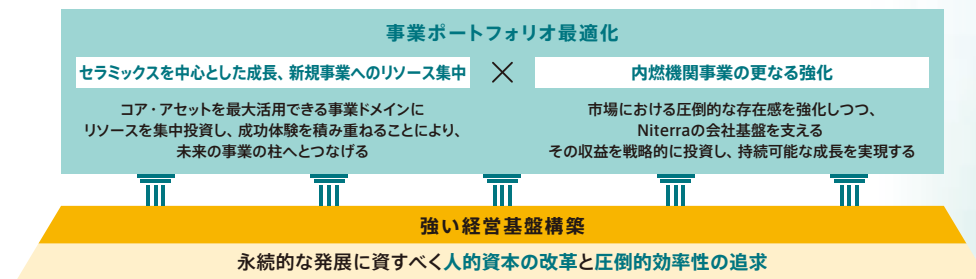 事業ポートフォリオ最適化
セラミックスを中心とした成長、新規事業へのリソース集中
×
内燃機関事業の更なる強化
コア・アセットを最大活用できる事業ドメインに
リソースを集中投資し、成功体験を積み重ねることにより、
未来の事業の柱へとつなげる
市場における圧倒的な存在感を強化しつつ、
Niterraの会社基盤を支える
その収益を戦略的に投資し、持続可能な成長を実現する
強い経営基盤構築
永続的な発展に資すべく人的資本の改革と圧倒的効率性の追求